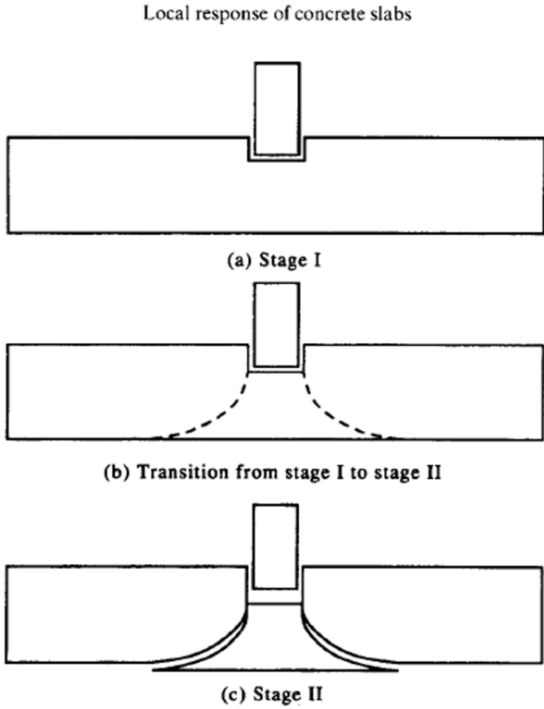 Local response of concrete slabs
(a) Stage I
(b) Transition from stage I to stage II
(c) Stage II